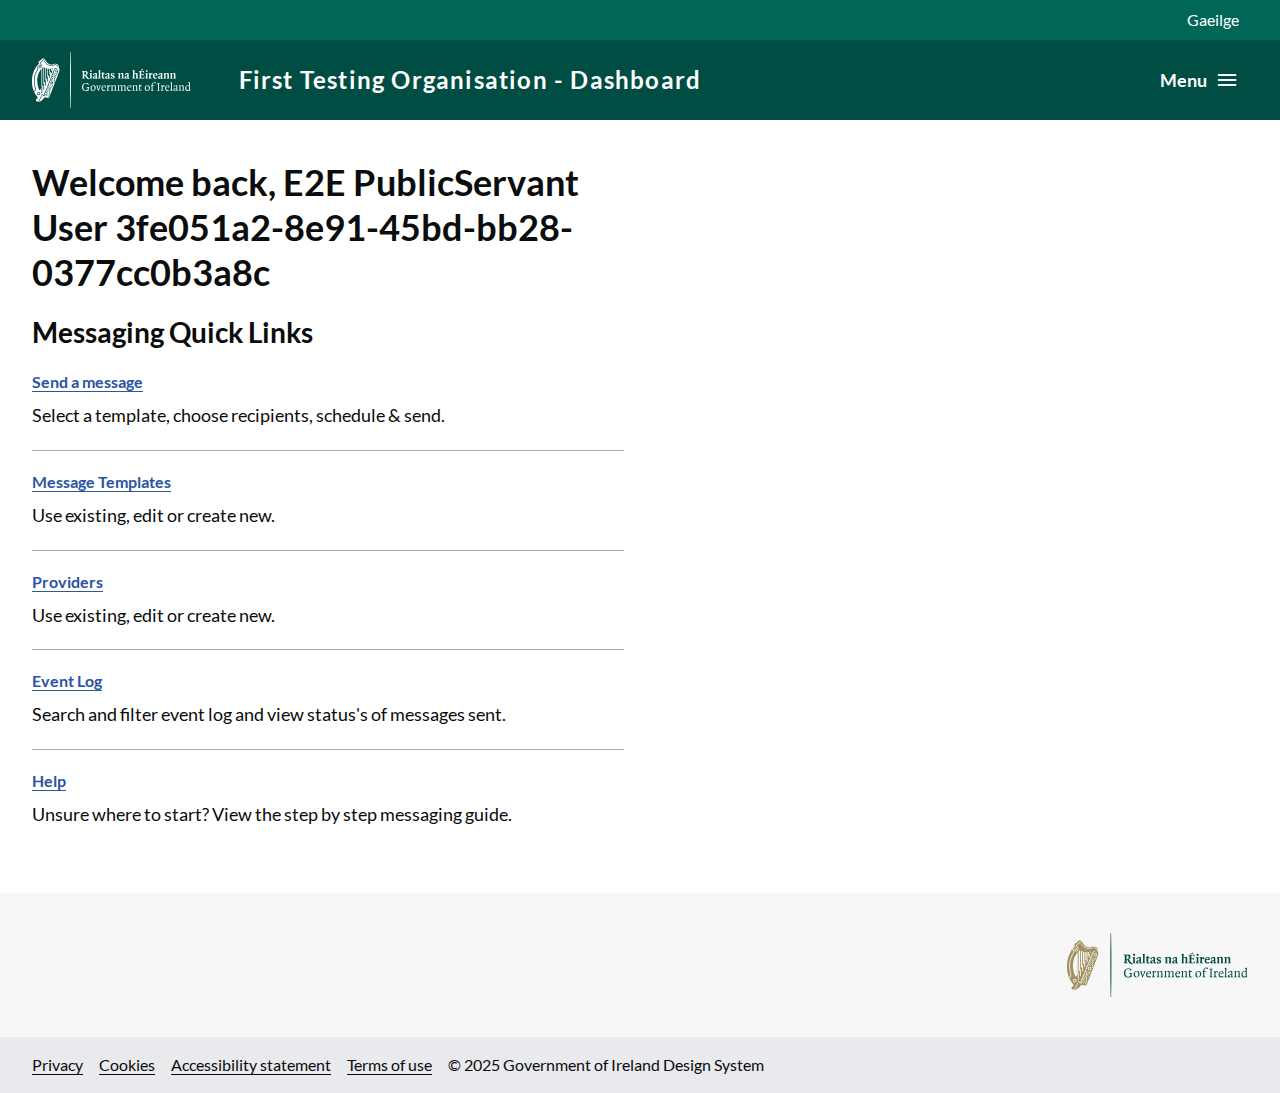 Gaeilge
Rialtas na hÉireann
Government of Ireland
First Testing Organisation - Dashboard
Menu
Welcome back, E2E PublicServant
User 3fe051a2-8e91-45bd-bb28-
0377cc0b3a8c
Messaging Quick Links
Send a message
Select a template, choose recipients, schedule & send.
Message Templates
Use existing, edit or create new.
Providers
Use existing, edit or create new.
Event Log
Search and filter event log and view status's of messages sent.
Help
Unsure where to start? View the step by step messaging guide.
Rialtas na hÉireann
Government of Ireland
Privacy Cookies Accessibility statement Terms of use © 2025 Government of Ireland Design System